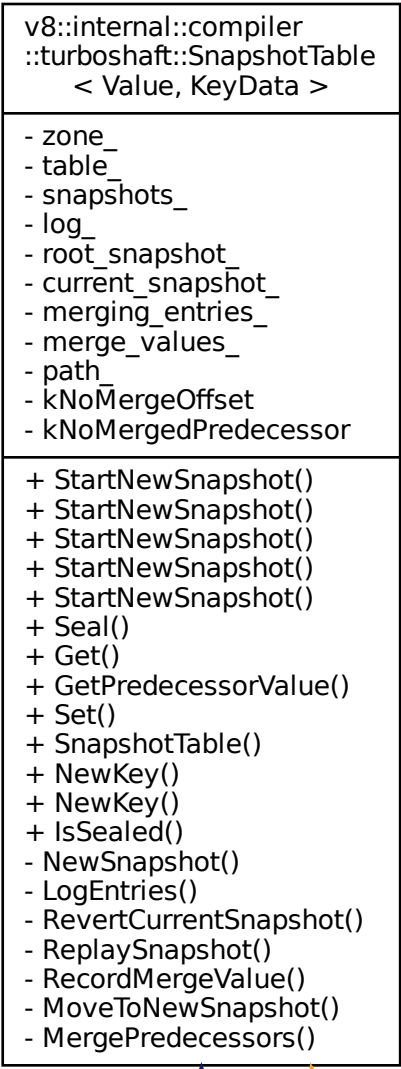 v8::internal::compiler
::turboshaft::SnapshotTable
< Value, KeyData >
- zone_
- table_
- snapshots_
- log_
- root_snapshot_
- current_snapshot_
- merging_entries_
- merge_values_
- path_
- kNoMergeOffset
- kNoMergedPredecessor
+ StartNewSnapshot()
+ StartNewSnapshot()
+ StartNewSnapshot()
+ StartNewSnapshot()
+ StartNewSnapshot()
+ Seal()
+ Get()
+ GetPredecessorValue()
+ Set()
+ SnapshotTable()
+ NewKey()
+ NewKey()
+ IsSealed()
- NewSnapshot()
- LogEntries()
- RevertCurrentSnapshot()
- ReplaySnapshot()
- RecordMergeValue()
- MoveToNewSnapshot()
- MergePredecessors()